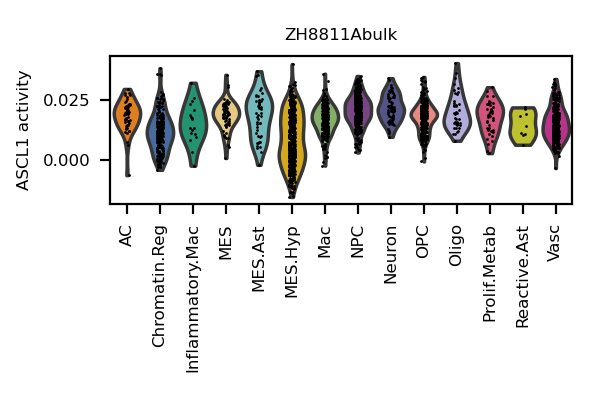 ZH8811Abulk
ASCL1 activity
0.025
0.000
AC
Chromatin.Reg
Inflammatory.Mac
MES
MES.Ast
MES.Hyp
Mac
NPC
Neuron
OPC
Oligo
Prolif.Metab
Reactive.Ast
Vasc